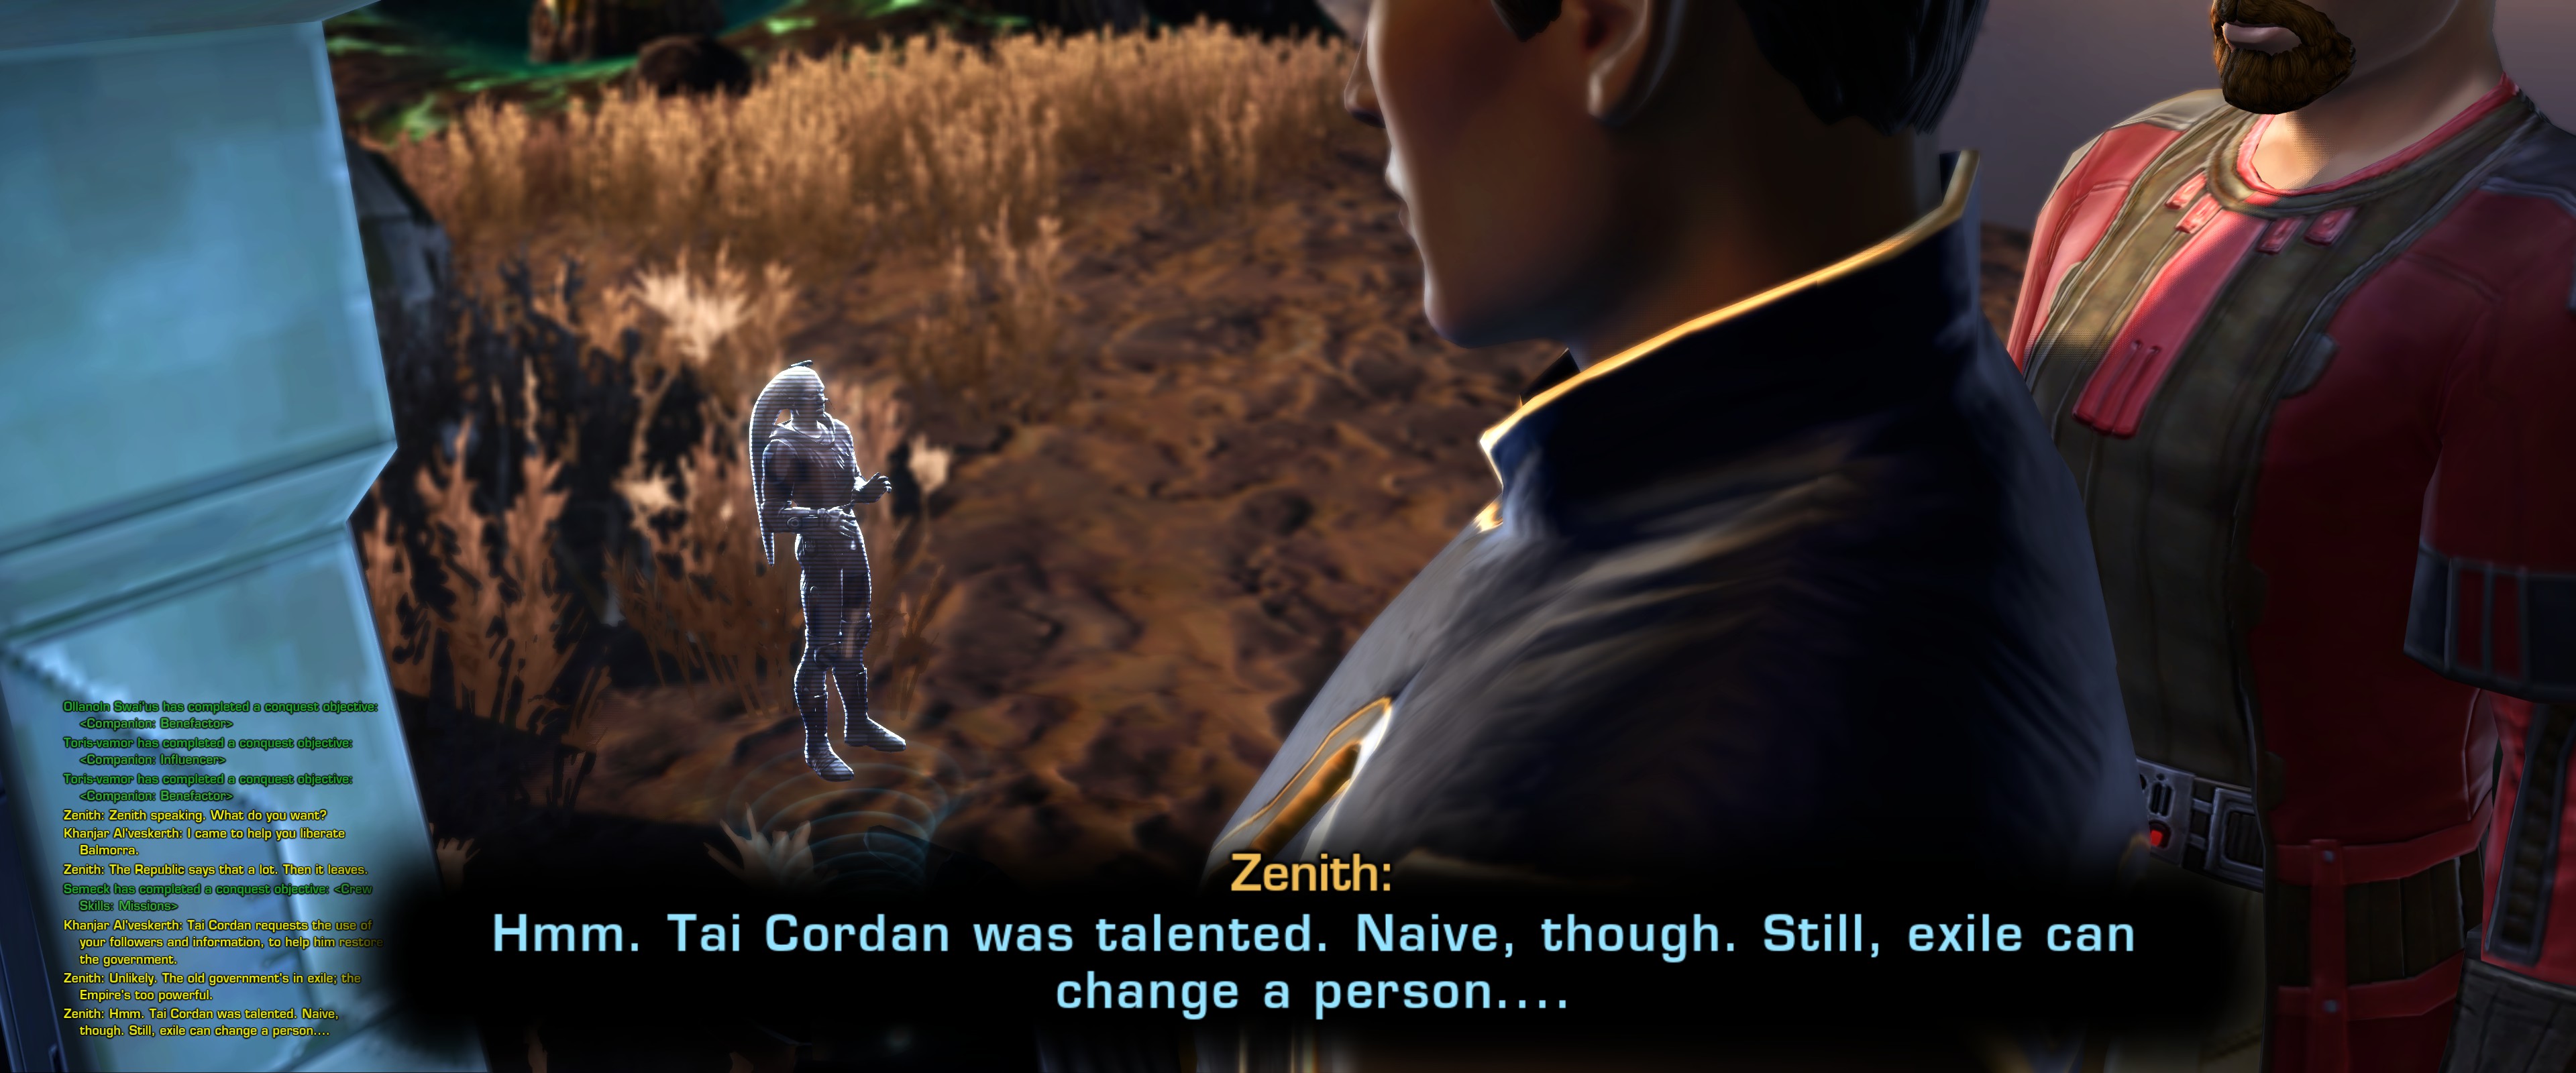 Ollanoln Swai'us has completed a conquest objective:
<Companion: Benefactor>
Toris-vamor has completed a conquest objective:
<Companion: Influencer>
Toris-vamor has completed a conquest objective:
<Companion: Benefactor>
Zenith: Zenith speaking. What do you want?
Khanjar Al'veskerth: I came to help you liberate
Balmorra.
Zenith: The Republic says that a lot. Then it leaves.
Semeck has completed a conquest objective: <Crew
Skills: Missions>
Khanjar Al'veskerth: Tai Cordan requests the use of
your followers and information, to help him restore
the government.
Zenith: Unlikely. The old government's in exile; the
Empire's too powerful.
Zenith: Hmm. Tai Cordan was talented. Naive,
though. Still, exile can change a person....
Zenith:
Hmm. Tai Cordan was talented. Naive, though. Still, exile can
change a person....